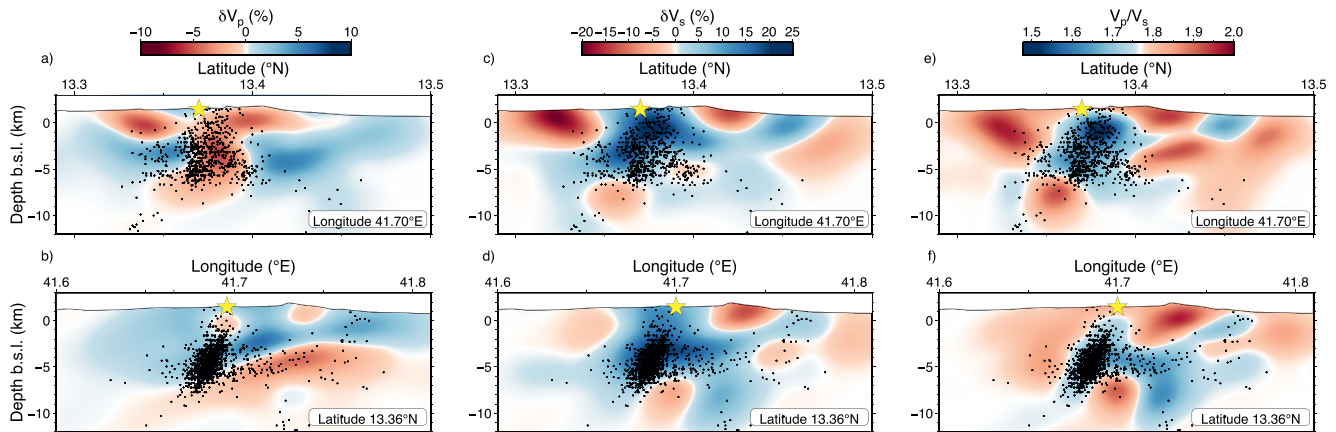 δVp (%)
−10 −5 0 5 10
δVs (%)
−20 −15 −10 −5 0 5 10 15 20 25
Vp/Vs
1.5 1.6 1.7 1.8 1.9 2.0
a) Latitude (°N)
13.3 13.4 13.5
c) Latitude (°N)
13.3 13.4 13.5
e) Latitude (°N)
13.3 13.4 13.5
Depth b.s.l. (km)
0
−5
−10
Longitude 41.70°E
0
−5
−10
Longitude 41.70°E
0
−5
−10
Longitude 41.70°E
b) Longitude (°E)
41.6 41.7 41.8
d) Longitude (°E)
41.6 41.7 41.8
f) Longitude (°E)
41.6 41.7 41.8
Depth b.s.l. (km)
0
−5
−10
Latitude 13.36°N
0
−5
−10
Latitude 13.36°N
0
−5
−10
Latitude 13.36°N